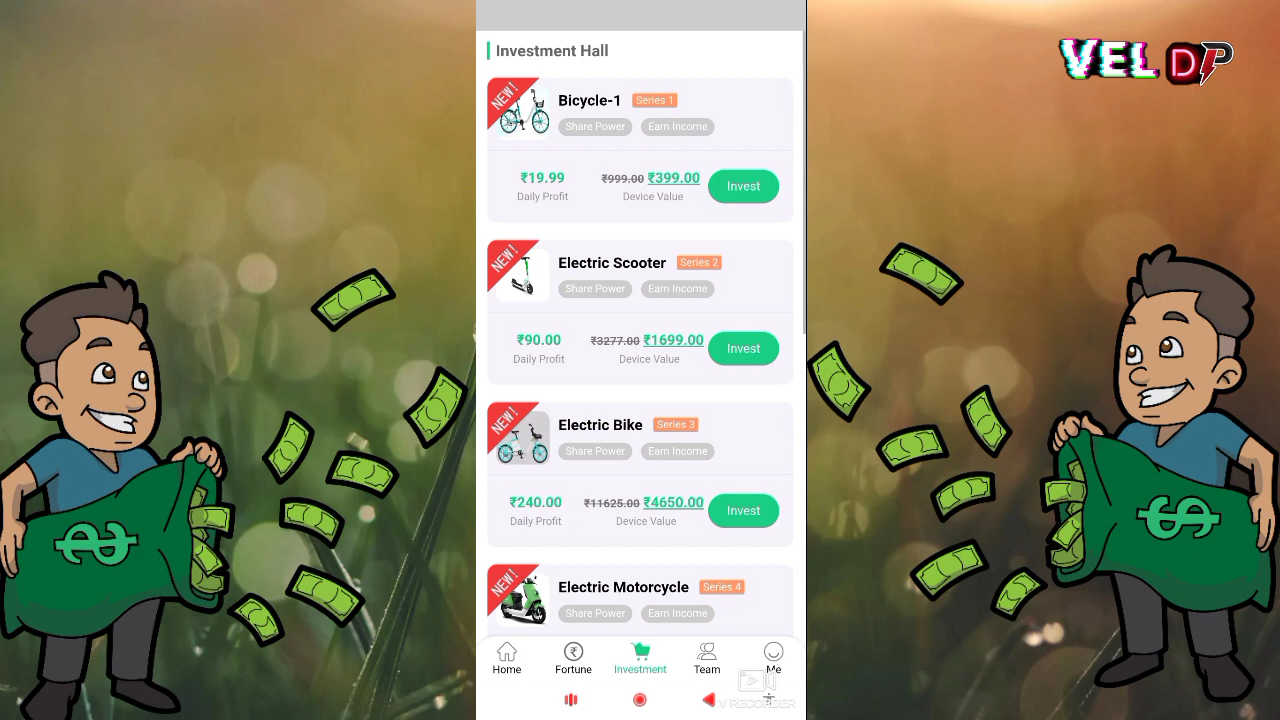 VEL DP
Investment Hall
NEW!
Bicycle-1 Series 1
Share Power Earn Income
₹19.99 ₹999.00 ₹399.00 Invest
Daily Profit Device Value
NEW!
Electric Scooter Series 2
Share Power Earn Income
₹90.00 ₹3277.00 ₹1699.00 Invest
Daily Profit Device Value
NEW!
Electric Bike Series 3
Share Power Earn Income
₹240.00 ₹11625.00 ₹4650.00 Invest
Daily Profit Device Value
NEW!
Electric Motorcycle Series 4
Share Power Earn Income
Home Fortune Investment Team Me
V RECORDER